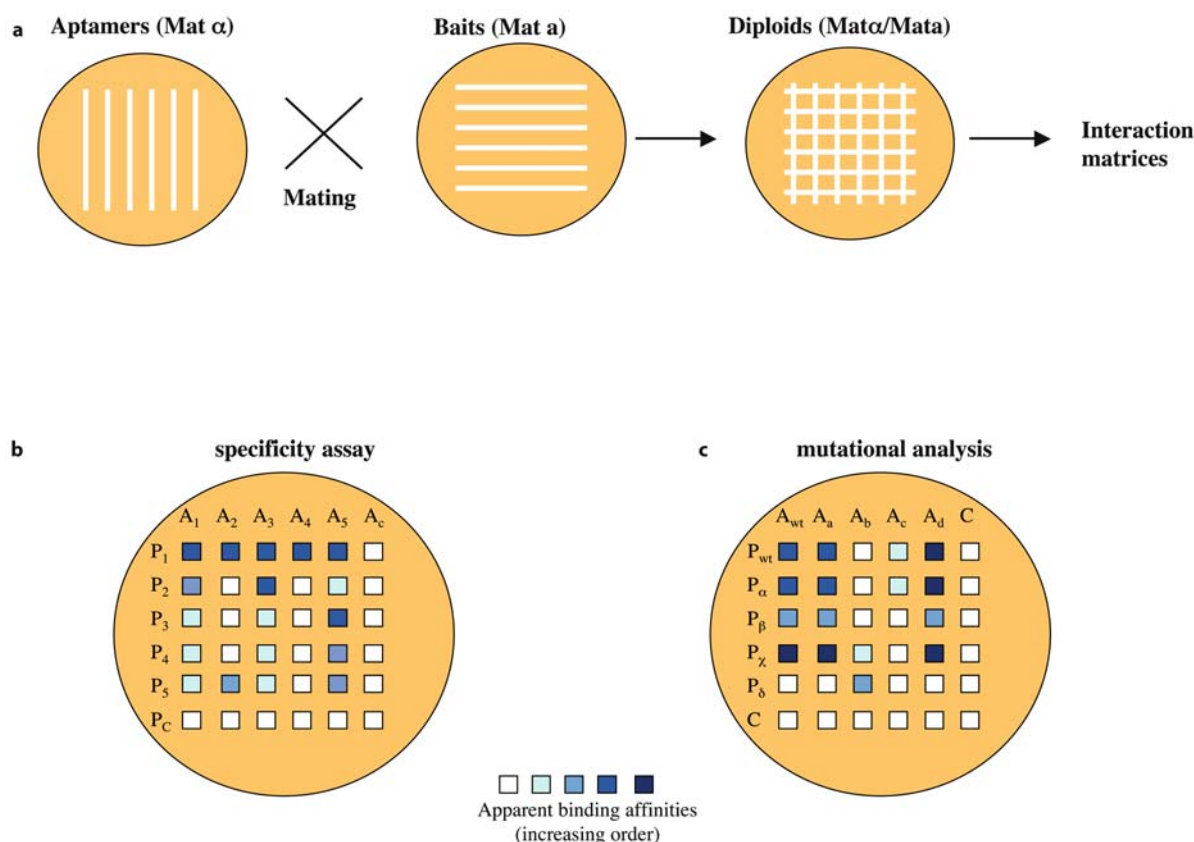 a
Aptamers (Mat α)
Baits (Mat a)
Diploids (Matα/Mata)
Mating
Interaction
matrices
b
specificity assay
A1 A2 A3 A4 A5 Ac
P1
P2
P3
P4
P5
PC
c
mutational analysis
Awt Aa Ab Ac Ad C
Pwt
Pα
Pβ
Pχ
Pδ
C
Apparent binding affinities
(increasing order)